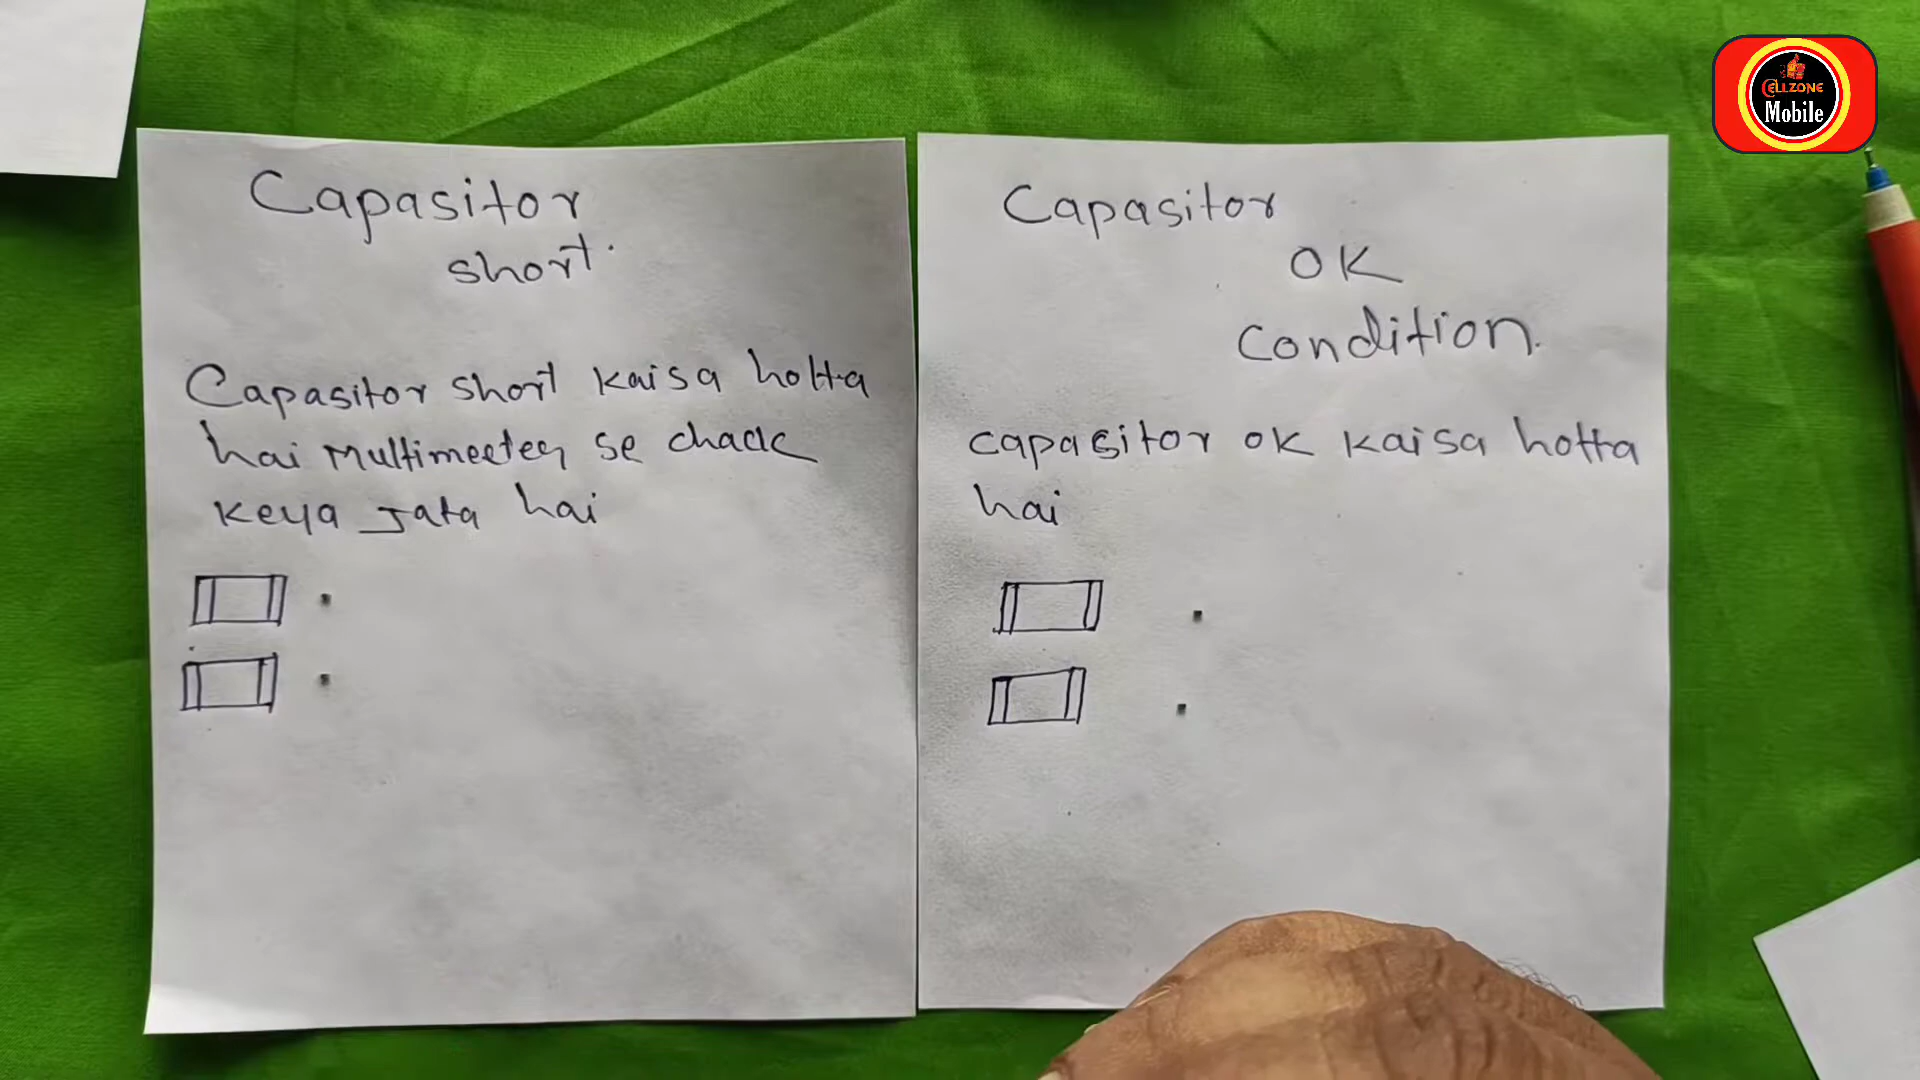 Capasitor
short.
Capasitor short kaisa hotta
hai Multimeeter se chack
keya Jata hai
Capasitor
OK
Condition.
capasitor ok kaisa hotta
hai
CELLZONE
Mobile